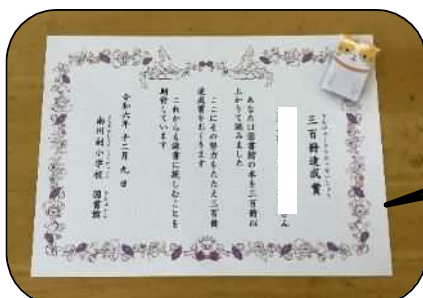 三百冊達成賞
さん
あなたは図書館の本を三百冊以
上かりて読みました
ここにその努力をたたえ三百冊
達成賞をおくります
これからも読書に親しむことを
期待しています
令和六年十二月九日
南川副小学校 図書館